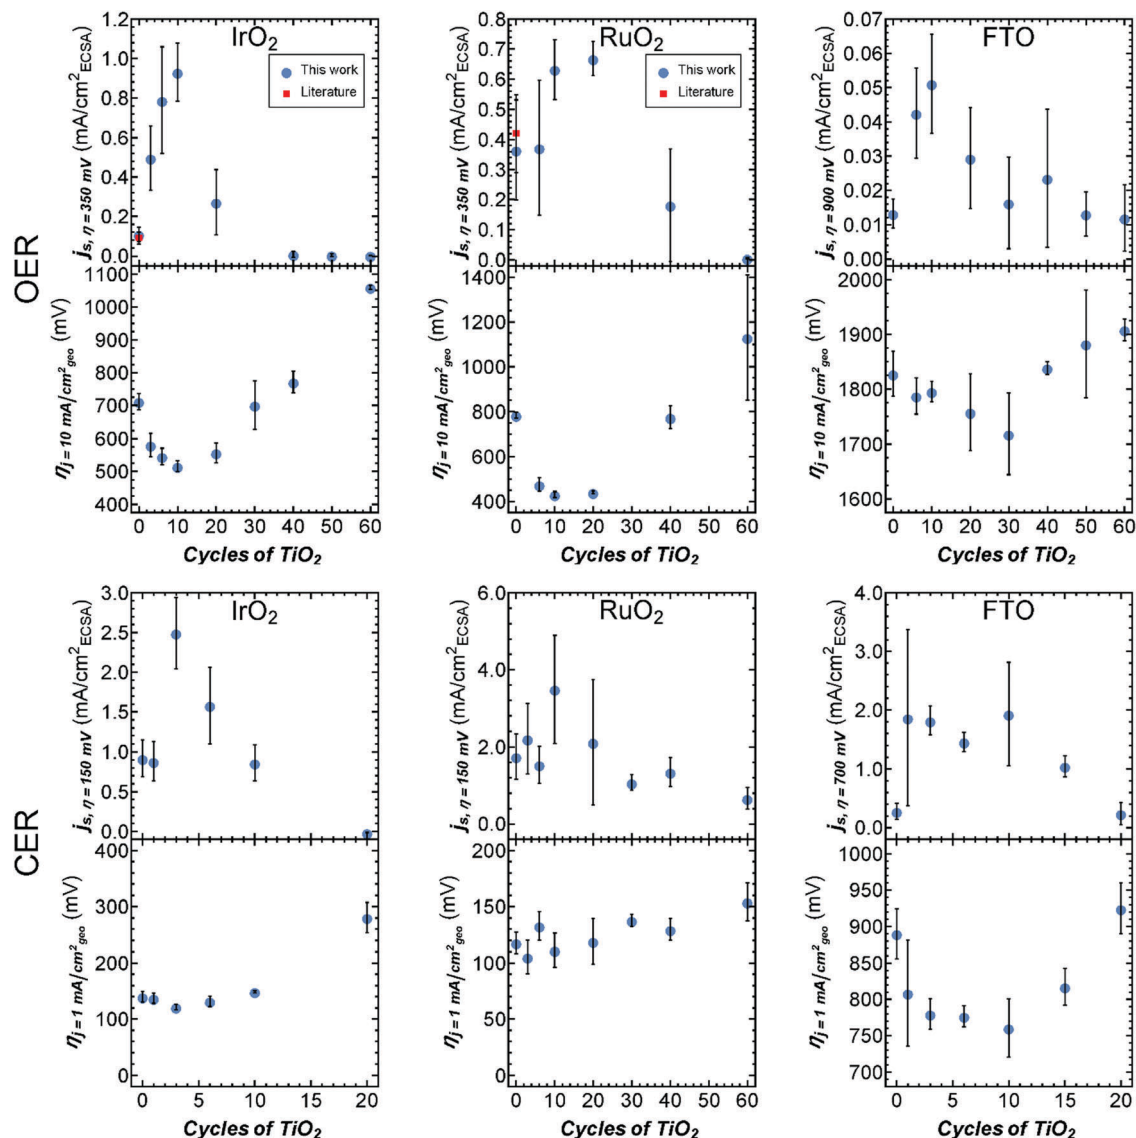 OER
IrO2
This work
Literature
js, η = 350 mV (mA/cm2ECSA)
1.2
1.0
0.8
0.6
0.4
0.2
0.0
ηj = 10 mA/cm2geo (mV)
1100
1000
900
800
700
600
500
400
0 10 20 30 40 50 60
Cycles of TiO2
RuO2
This work
Literature
js, η = 350 mV (mA/cm2ECSA)
0.8
0.7
0.6
0.5
0.4
0.3
0.2
0.1
0.0
ηj = 10 mA/cm2geo (mV)
1400
1200
1000
800
600
400
0 10 20 30 40 50 60
Cycles of TiO2
FTO
js, η = 900 mV (mA/cm2ECSA)
0.07
0.06
0.05
0.04
0.03
0.02
0.01
0.00
ηj = 10 mA/cm2geo (mV)
2000
1900
1800
1700
1600
0 10 20 30 40 50 60
Cycles of TiO2
CER
IrO2
js, η = 150 mV (mA/cm2ECSA)
3.0
2.5
2.0
1.5
1.0
0.5
0.0
ηj = 1 mA/cm2geo (mV)
400
300
200
100
0
0 5 10 15 20
Cycles of TiO2
RuO2
js, η = 150 mV (mA/cm2ECSA)
6.0
4.0
2.0
0.0
ηj = 1 mA/cm2geo (mV)
200
150
100
50
0
0 10 20 30 40 50 60
Cycles of TiO2
FTO
js, η = 700 mV (mA/cm2ECSA)
4.0
3.0
2.0
1.0
0.0
ηj = 1 mA/cm2geo (mV)
1000
950
900
850
800
750
700
0 5 10 15 20
Cycles of TiO2